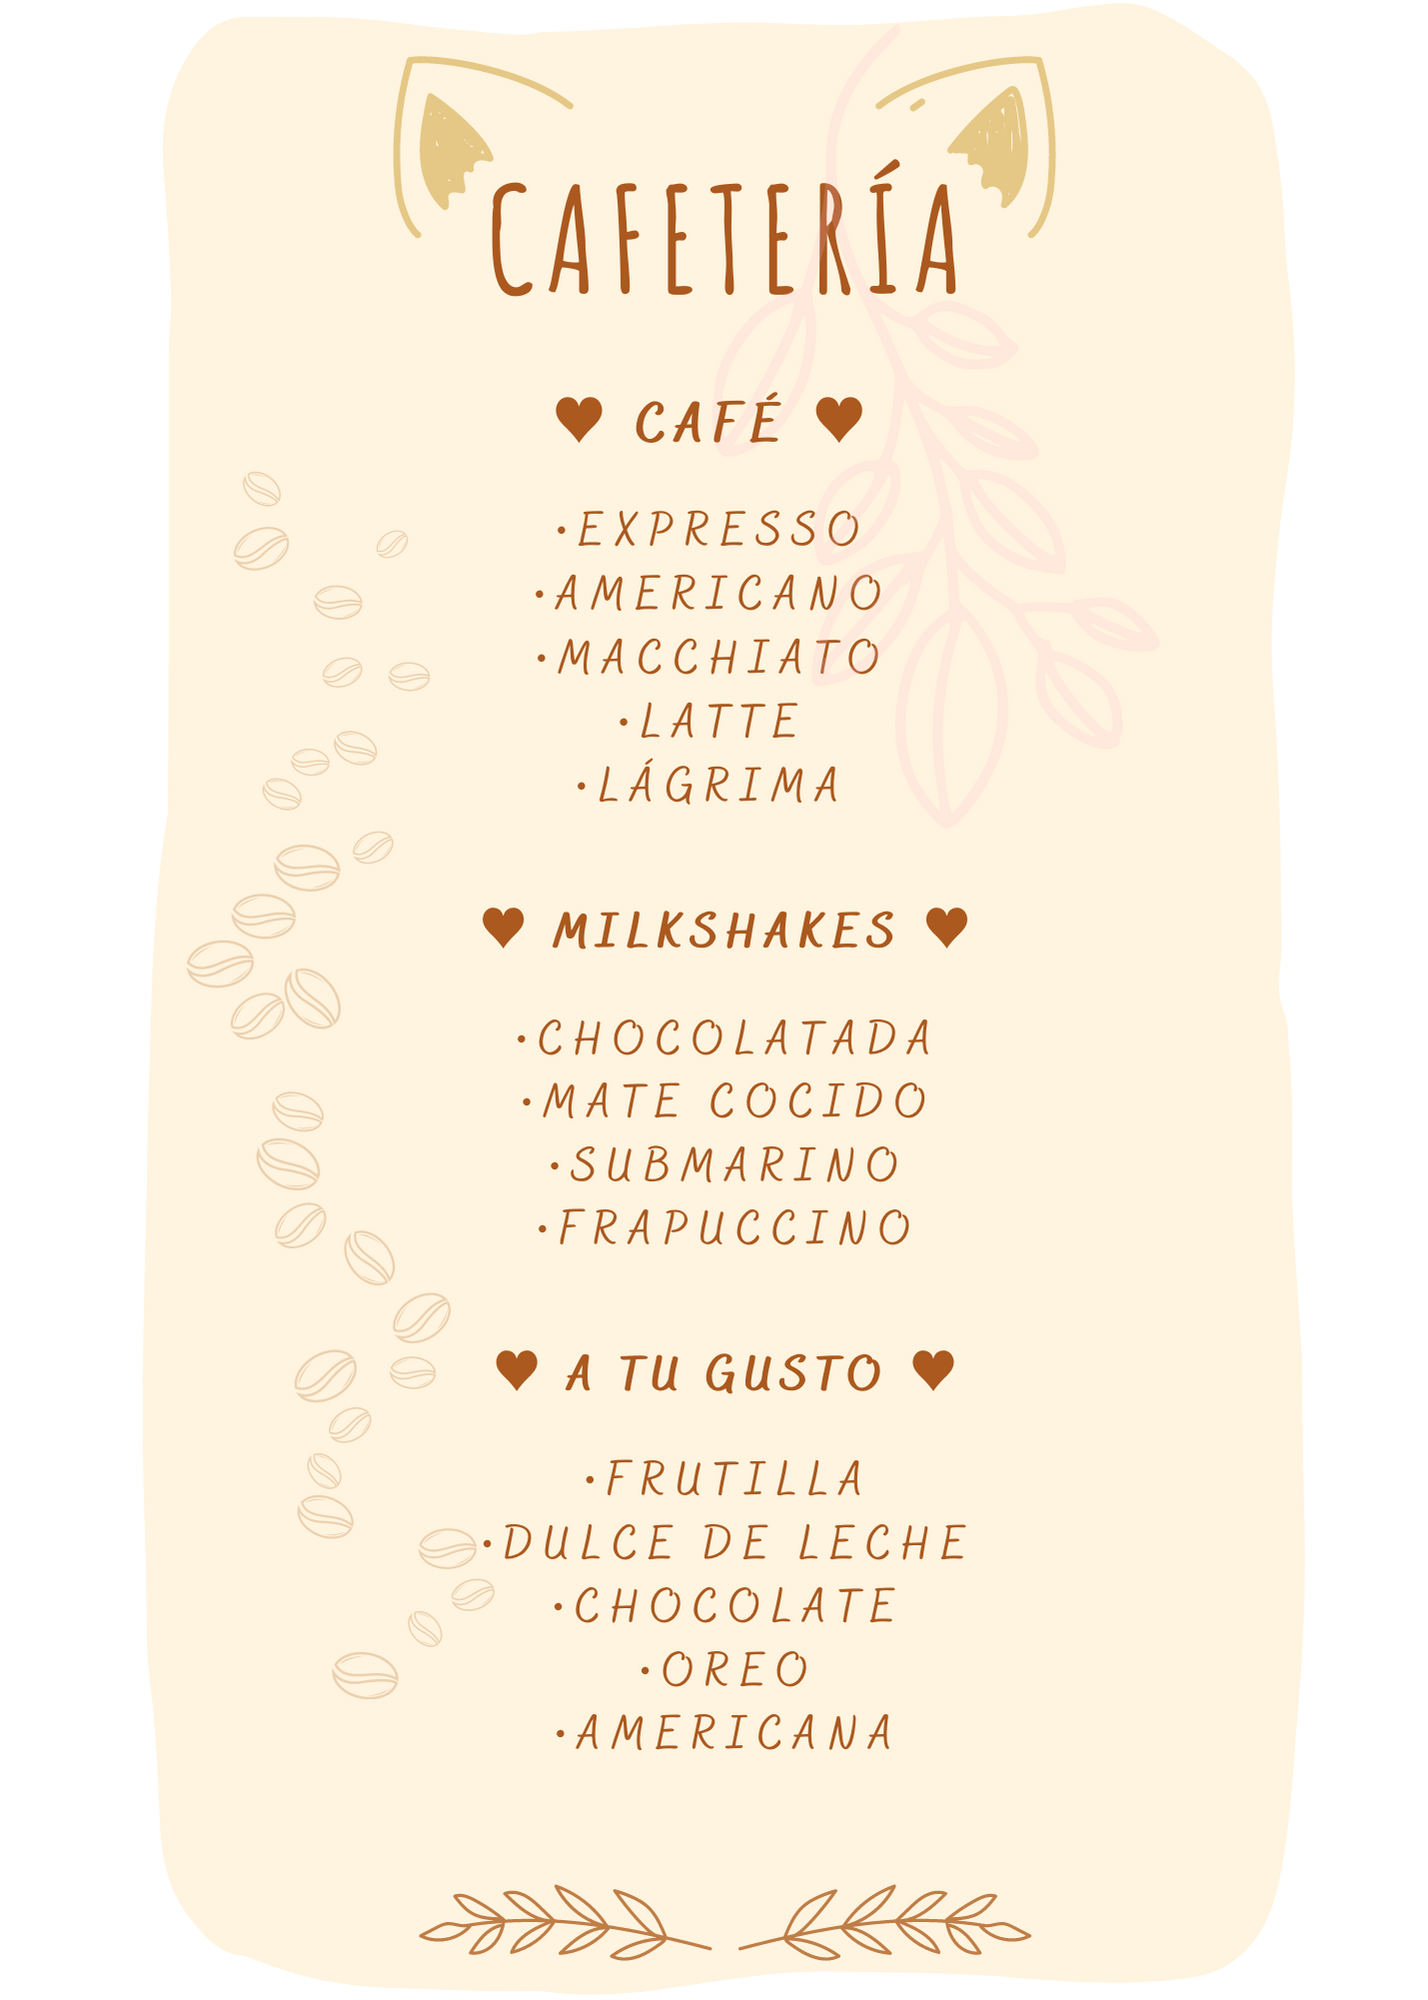 CAFETERÍA
♥ CAFÉ ♥
·EXPRESSO
·AMERICANO
·MACCHIATO
·LATTE
·LÁGRIMA
♥ MILKSHAKES ♥
·CHOCOLATADA
·MATE COCIDO
·SUBMARINO
·FRAPUCCINO
♥ A TU GUSTO ♥
·FRUTILLA
·DULCE DE LECHE
·CHOCOLATE
·OREO
·AMERICANA